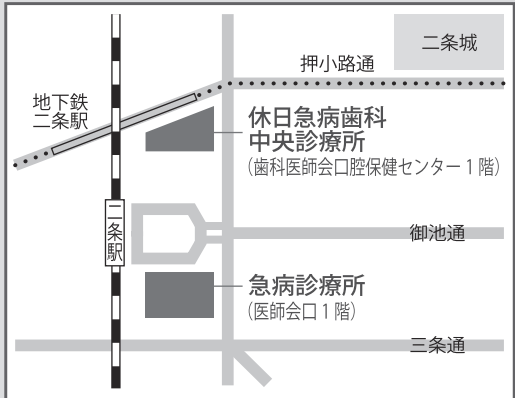 二条城
押小路通
地下鉄
二条駅
休日急病歯科
中央診療所
(歯科医師会口腔保健センター1階)
二条駅
御池通
急病診療所
(医師会口1階)
三条通